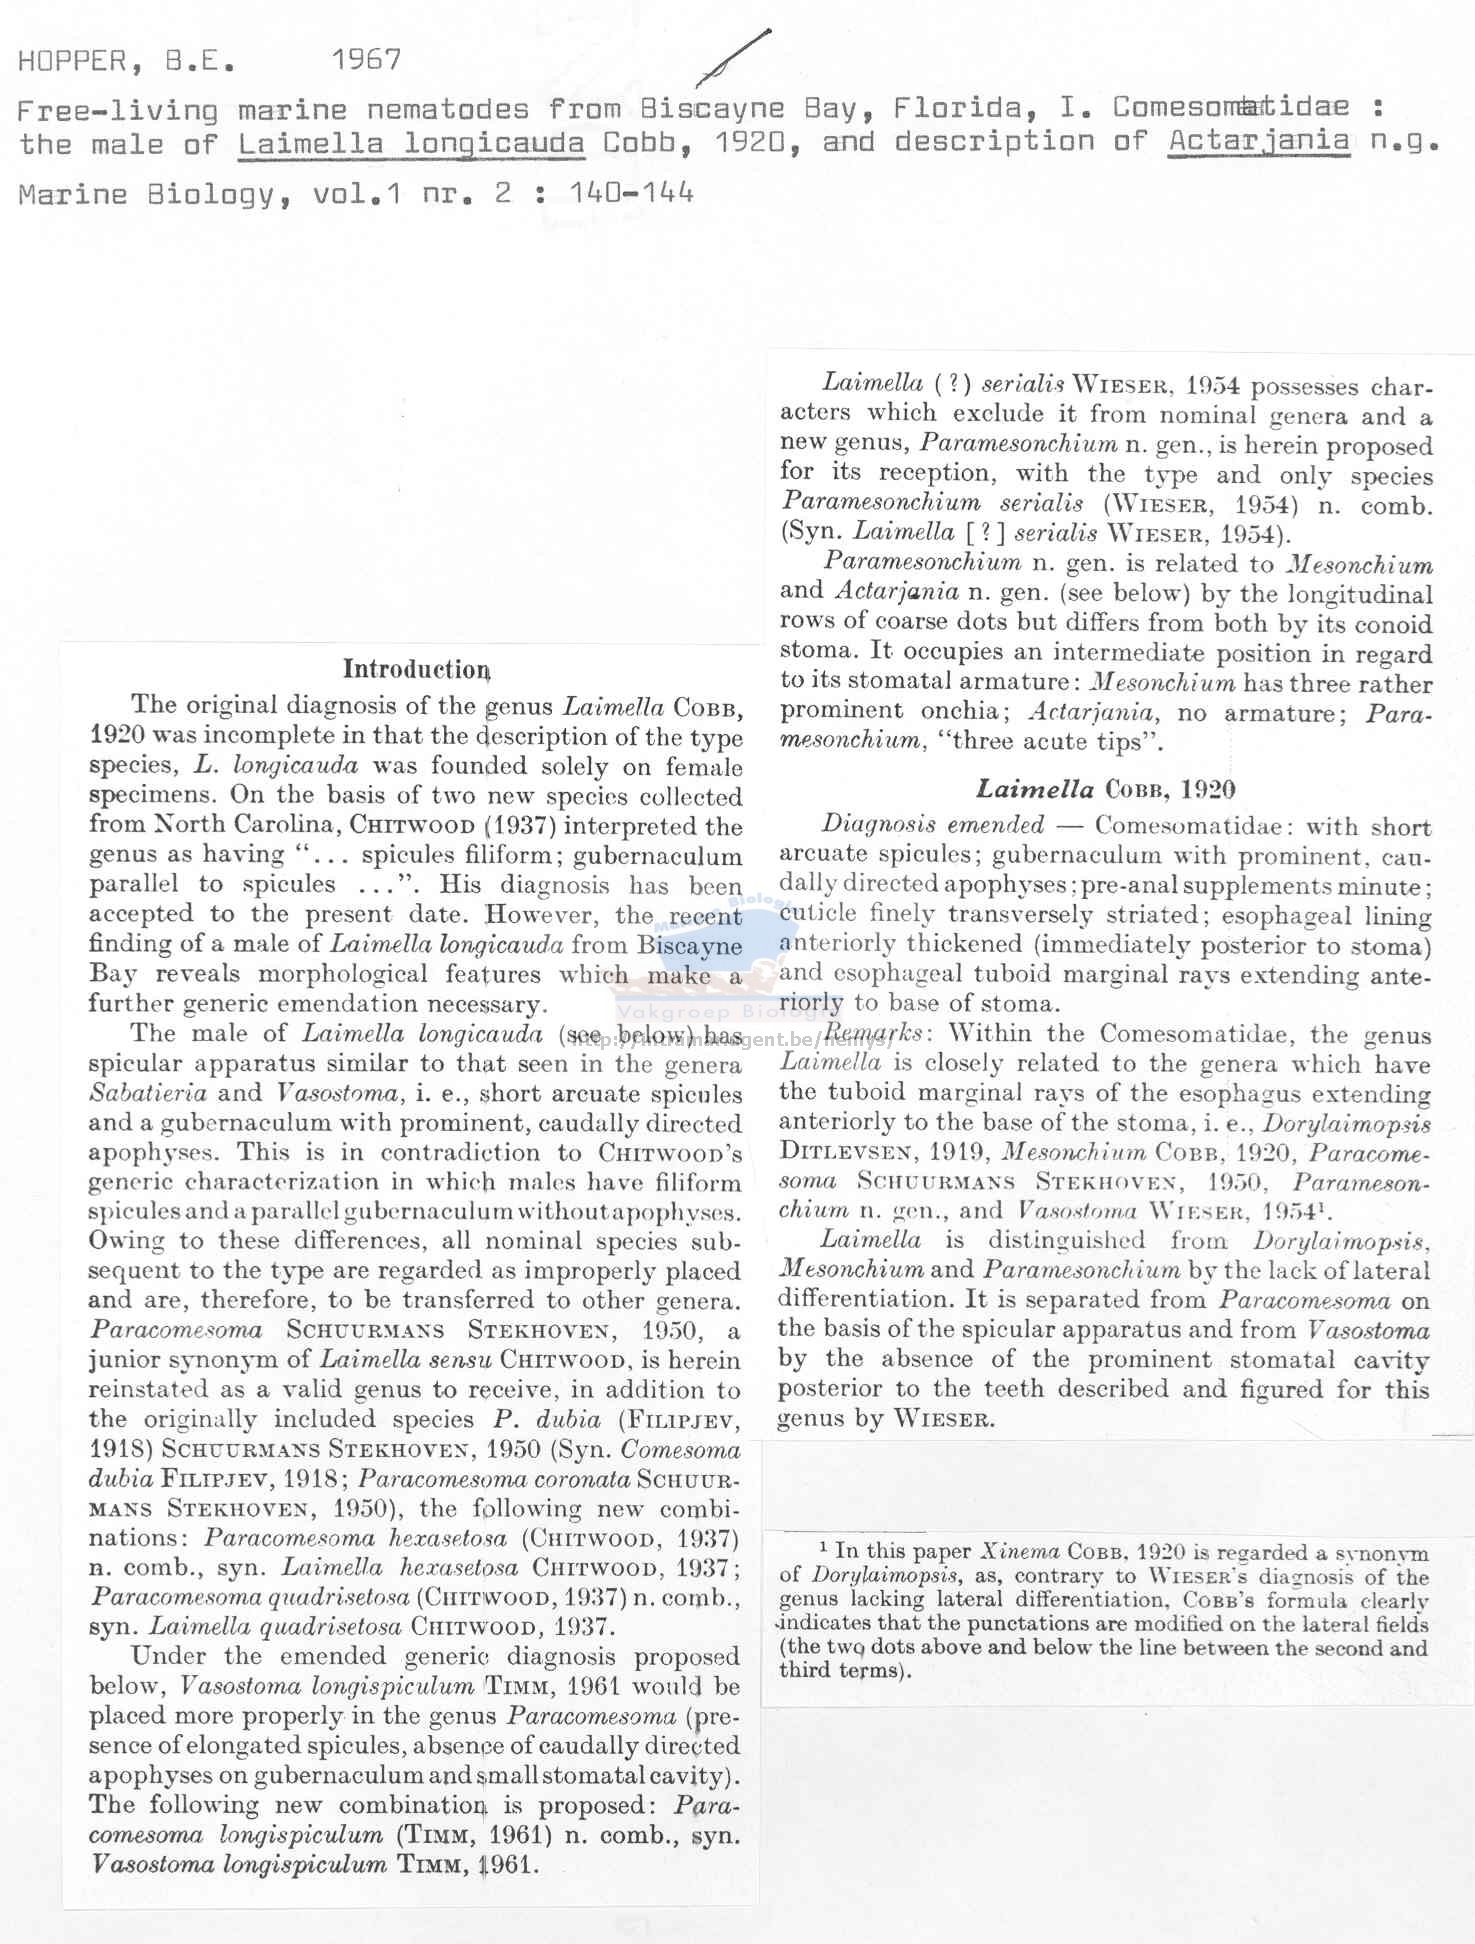 HOPPER, B.E. 1967
Free-living marine nematodes from Biscayne Bay, Florida, I. Comesomatidae :
the male of Laimella longicauda Cobb, 1920, and description of Actarjania n.g.
Marine Biology, vol.1 nr. 2 : 140-144
Introduction
The original diagnosis of the genus Laimella COBB,
1920 was incomplete in that the description of the type
species, L. longicauda was founded solely on female
specimens. On the basis of two new species collected
from North Carolina, CHITWOOD (1937) interpreted the
genus as having “... spicules filiform; gubernaculum
parallel to spicules ...”. His diagnosis has been
accepted to the present date. However, the recent
finding of a male of Laimella longicauda from Biscayne
Bay reveals morphological features which make a
further generic emendation necessary.
The male of Laimella longicauda (see below) has
spicular apparatus similar to that seen in the genera
Sabatieria and Vasostoma, i. e., short arcuate spicules
and a gubernaculum with prominent, caudally directed
apophyses. This is in contradiction to CHITWOOD’s
generic characterization in which males have filiform
spicules and a parallel gubernaculum without apophyses.
Owing to these differences, all nominal species sub-
sequent to the type are regarded as improperly placed
and are, therefore, to be transferred to other genera.
Paracomesoma SCHUURMANS STEKHOVEN, 1950, a
junior synonym of Laimella sensu CHITWOOD, is herein
reinstated as a valid genus to receive, in addition to
the originally included species P. dubia (FILIPJEV,
1918) SCHUURMANS STEKHOVEN, 1950 (Syn. Comesoma
dubia FILIPJEV, 1918; Paracomesoma coronata SCHUUR-
MANS STEKHOVEN, 1950), the following new combi-
nations: Paracomesoma hexasetosa (CHITWOOD, 1937)
n. comb., syn. Laimella hexasetosa CHITWOOD, 1937;
Paracomesoma quadrisetosa (CHITWOOD, 1937) n. comb.,
syn. Laimella quadrisetosa CHITWOOD, 1937.
Under the emended generic diagnosis proposed
below, Vasostoma longispiculum TIMM, 1961 would be
placed more properly in the genus Paracomesoma (pre-
sence of elongated spicules, absence of caudally directed
apophyses on gubernaculum and small stomatal cavity).
The following new combination is proposed: Para-
comesoma longispiculum (TIMM, 1961) n. comb., syn.
Vasostoma longispiculum TIMM, 1961.
Laimella (?) serialis WIESER, 1954 possesses char-
acters which exclude it from nominal genera and a
new genus, Paramesonchium n. gen., is herein proposed
for its reception, with the type and only species
Paramesonchium serialis (WIESER, 1954) n. comb.
(Syn. Laimella [?] serialis WIESER, 1954).
Paramesonchium n. gen. is related to Mesonchium
and Actarjania n. gen. (see below) by the longitudinal
rows of coarse dots but differs from both by its conoid
stoma. It occupies an intermediate position in regard
to its stomatal armature: Mesonchium has three rather
prominent onchia; Actarjania, no armature; Para-
mesonchium, “three acute tips”.
Laimella COBB, 1920
Diagnosis emended — Comesomatidae: with short
arcuate spicules; gubernaculum with prominent, cau-
dally directed apophyses; pre-anal supplements minute;
cuticle finely transversely striated; esophageal lining
anteriorly thickened (immediately posterior to stoma)
and esophageal tuboid marginal rays extending ante-
riorly to base of stoma.
Remarks: Within the Comesomatidae, the genus
Laimella is closely related to the genera which have
the tuboid marginal rays of the esophagus extending
anteriorly to the base of the stoma, i. e., Dorylaimopsis
DITLEVSEN, 1919, Mesonchium COBB, 1920, Paracome-
soma SCHUURMANS STEKHOVEN, 1950, Parameson-
chium n. gen., and Vasostoma WIESER, 1954¹.
Laimella is distinguished from Dorylaimopsis,
Mesonchium and Paramesonchium by the lack of lateral
differentiation. It is separated from Paracomesoma on
the basis of the spicular apparatus and from Vasostoma
by the absence of the prominent stomatal cavity
posterior to the teeth described and figured for this
genus by WIESER.
¹ In this paper Xinema COBB, 1920 is regarded a synonym
of Dorylaimopsis, as, contrary to WIESER’s diagnosis of the
genus lacking lateral differentiation, COBB’s formula clearly
indicates that the punctations are modified on the lateral fields
(the two dots above and below the line between the second and
third terms).
Vakgroep Biologie